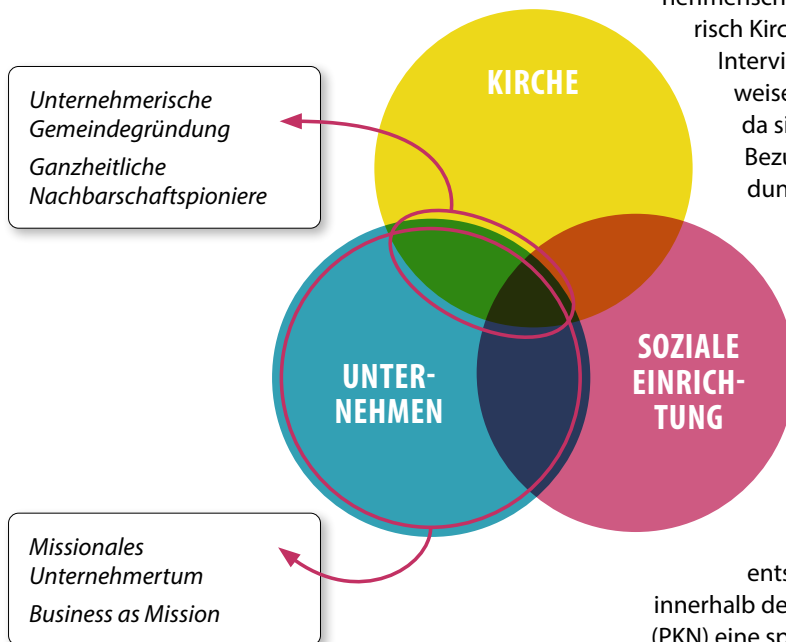 risch Kirc
Intervi
weise
da si
Bezu
dun
KIRCHE
Unternehmerische
Gemeindegründung
Ganzheitliche
Nachbarschaftspioniere
UNTER-
NEHMEN
SOZIALE
EINRICH-
TUNG
Missionales
Unternehmertum
Business as Mission
ents
innerhalb de
(PKN) eine sp